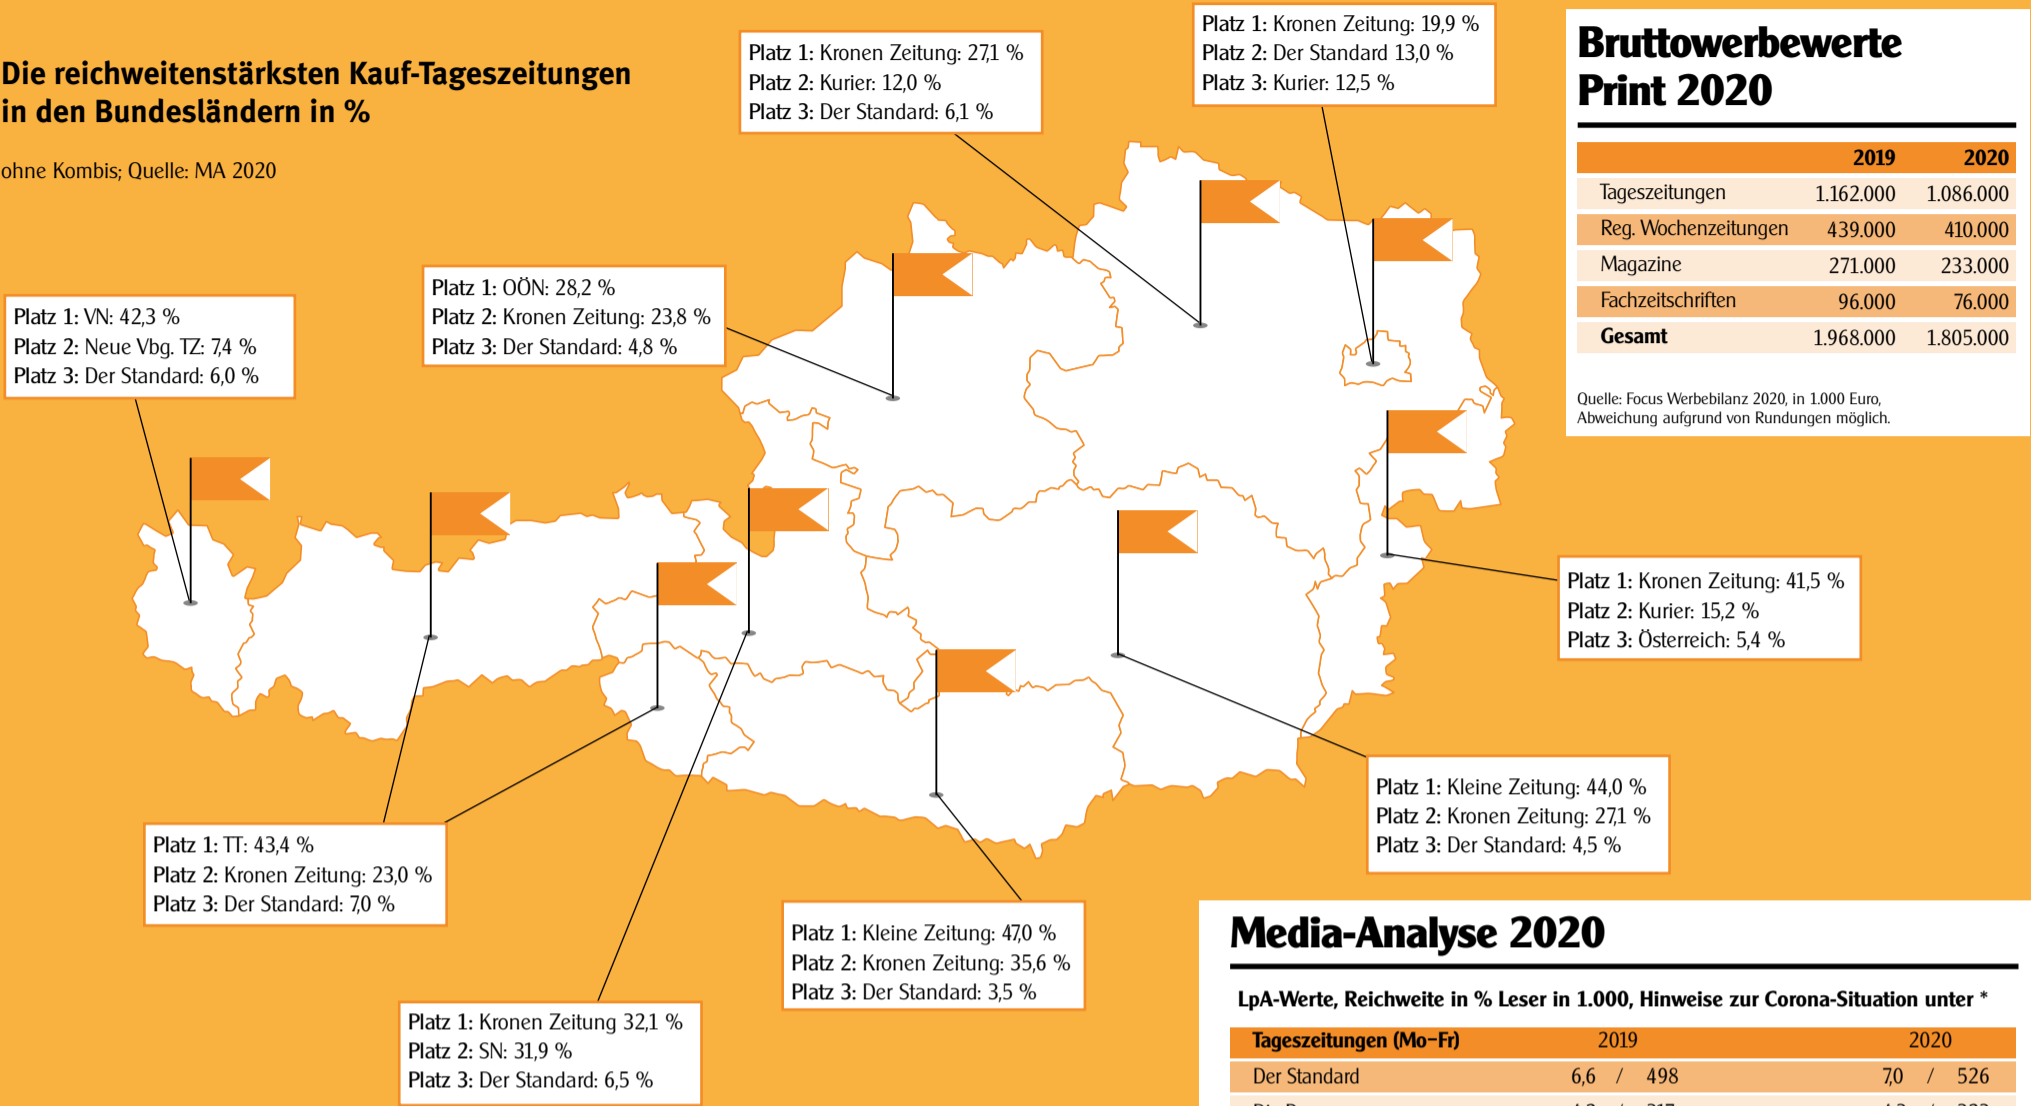 Die reichweitenstärksten Kauf-Tageszeitungen
in den Bundesländern in %
ohne Kombis; Quelle: MA 2020
Platz 1: Kronen Zeitung: 27,1 %
Platz 2: Kurier: 12,0 %
Platz 3: Der Standard: 6,1 %
Platz 1: Kronen Zeitung: 19,9 %
Platz 2: Der Standard 13,0 %
Platz 3: Kurier: 12,5 %
Bruttowerbewerte
Print 2020
2019 2020
Tageszeitungen 1.162.000 1.086.000
Reg. Wochenzeitungen 439.000 410.000
Magazine 271.000 233.000
Fachzeitschriften 96.000 76.000
Gesamt 1.968.000 1.805.000
Quelle: Focus Werbebilanz 2020, in 1.000 Euro,
Abweichung aufgrund von Rundungen möglich.
Platz 1: VN: 42,3 %
Platz 2: Neue Vbg. TZ: 7,4 %
Platz 3: Der Standard: 6,0 %
Platz 1: OÖN: 28,2 %
Platz 2: Kronen Zeitung: 23,8 %
Platz 3: Der Standard: 4,8 %
Platz 1: Kronen Zeitung: 41,5 %
Platz 2: Kurier: 15,2 %
Platz 3: Österreich: 5,4 %
Platz 1: Kleine Zeitung: 44,0 %
Platz 2: Kronen Zeitung: 27,1 %
Platz 3: Der Standard: 4,5 %
Platz 1: TT: 43,4 %
Platz 2: Kronen Zeitung: 23,0 %
Platz 3: Der Standard: 7,0 %
Platz 1: Kleine Zeitung: 47,0 %
Platz 2: Kronen Zeitung: 35,6 %
Platz 3: Der Standard: 3,5 %
Platz 1: Kronen Zeitung 32,1 %
Platz 2: SN: 31,9 %
Platz 3: Der Standard: 6,5 %
Media-Analyse 2020
LpA-Werte, Reichweite in % Leser in 1.000, Hinweise zur Corona-Situation unter *
Tageszeitungen (Mo–Fr) 2019 2020
Der Standard 6,6 / 498 7,0 / 526